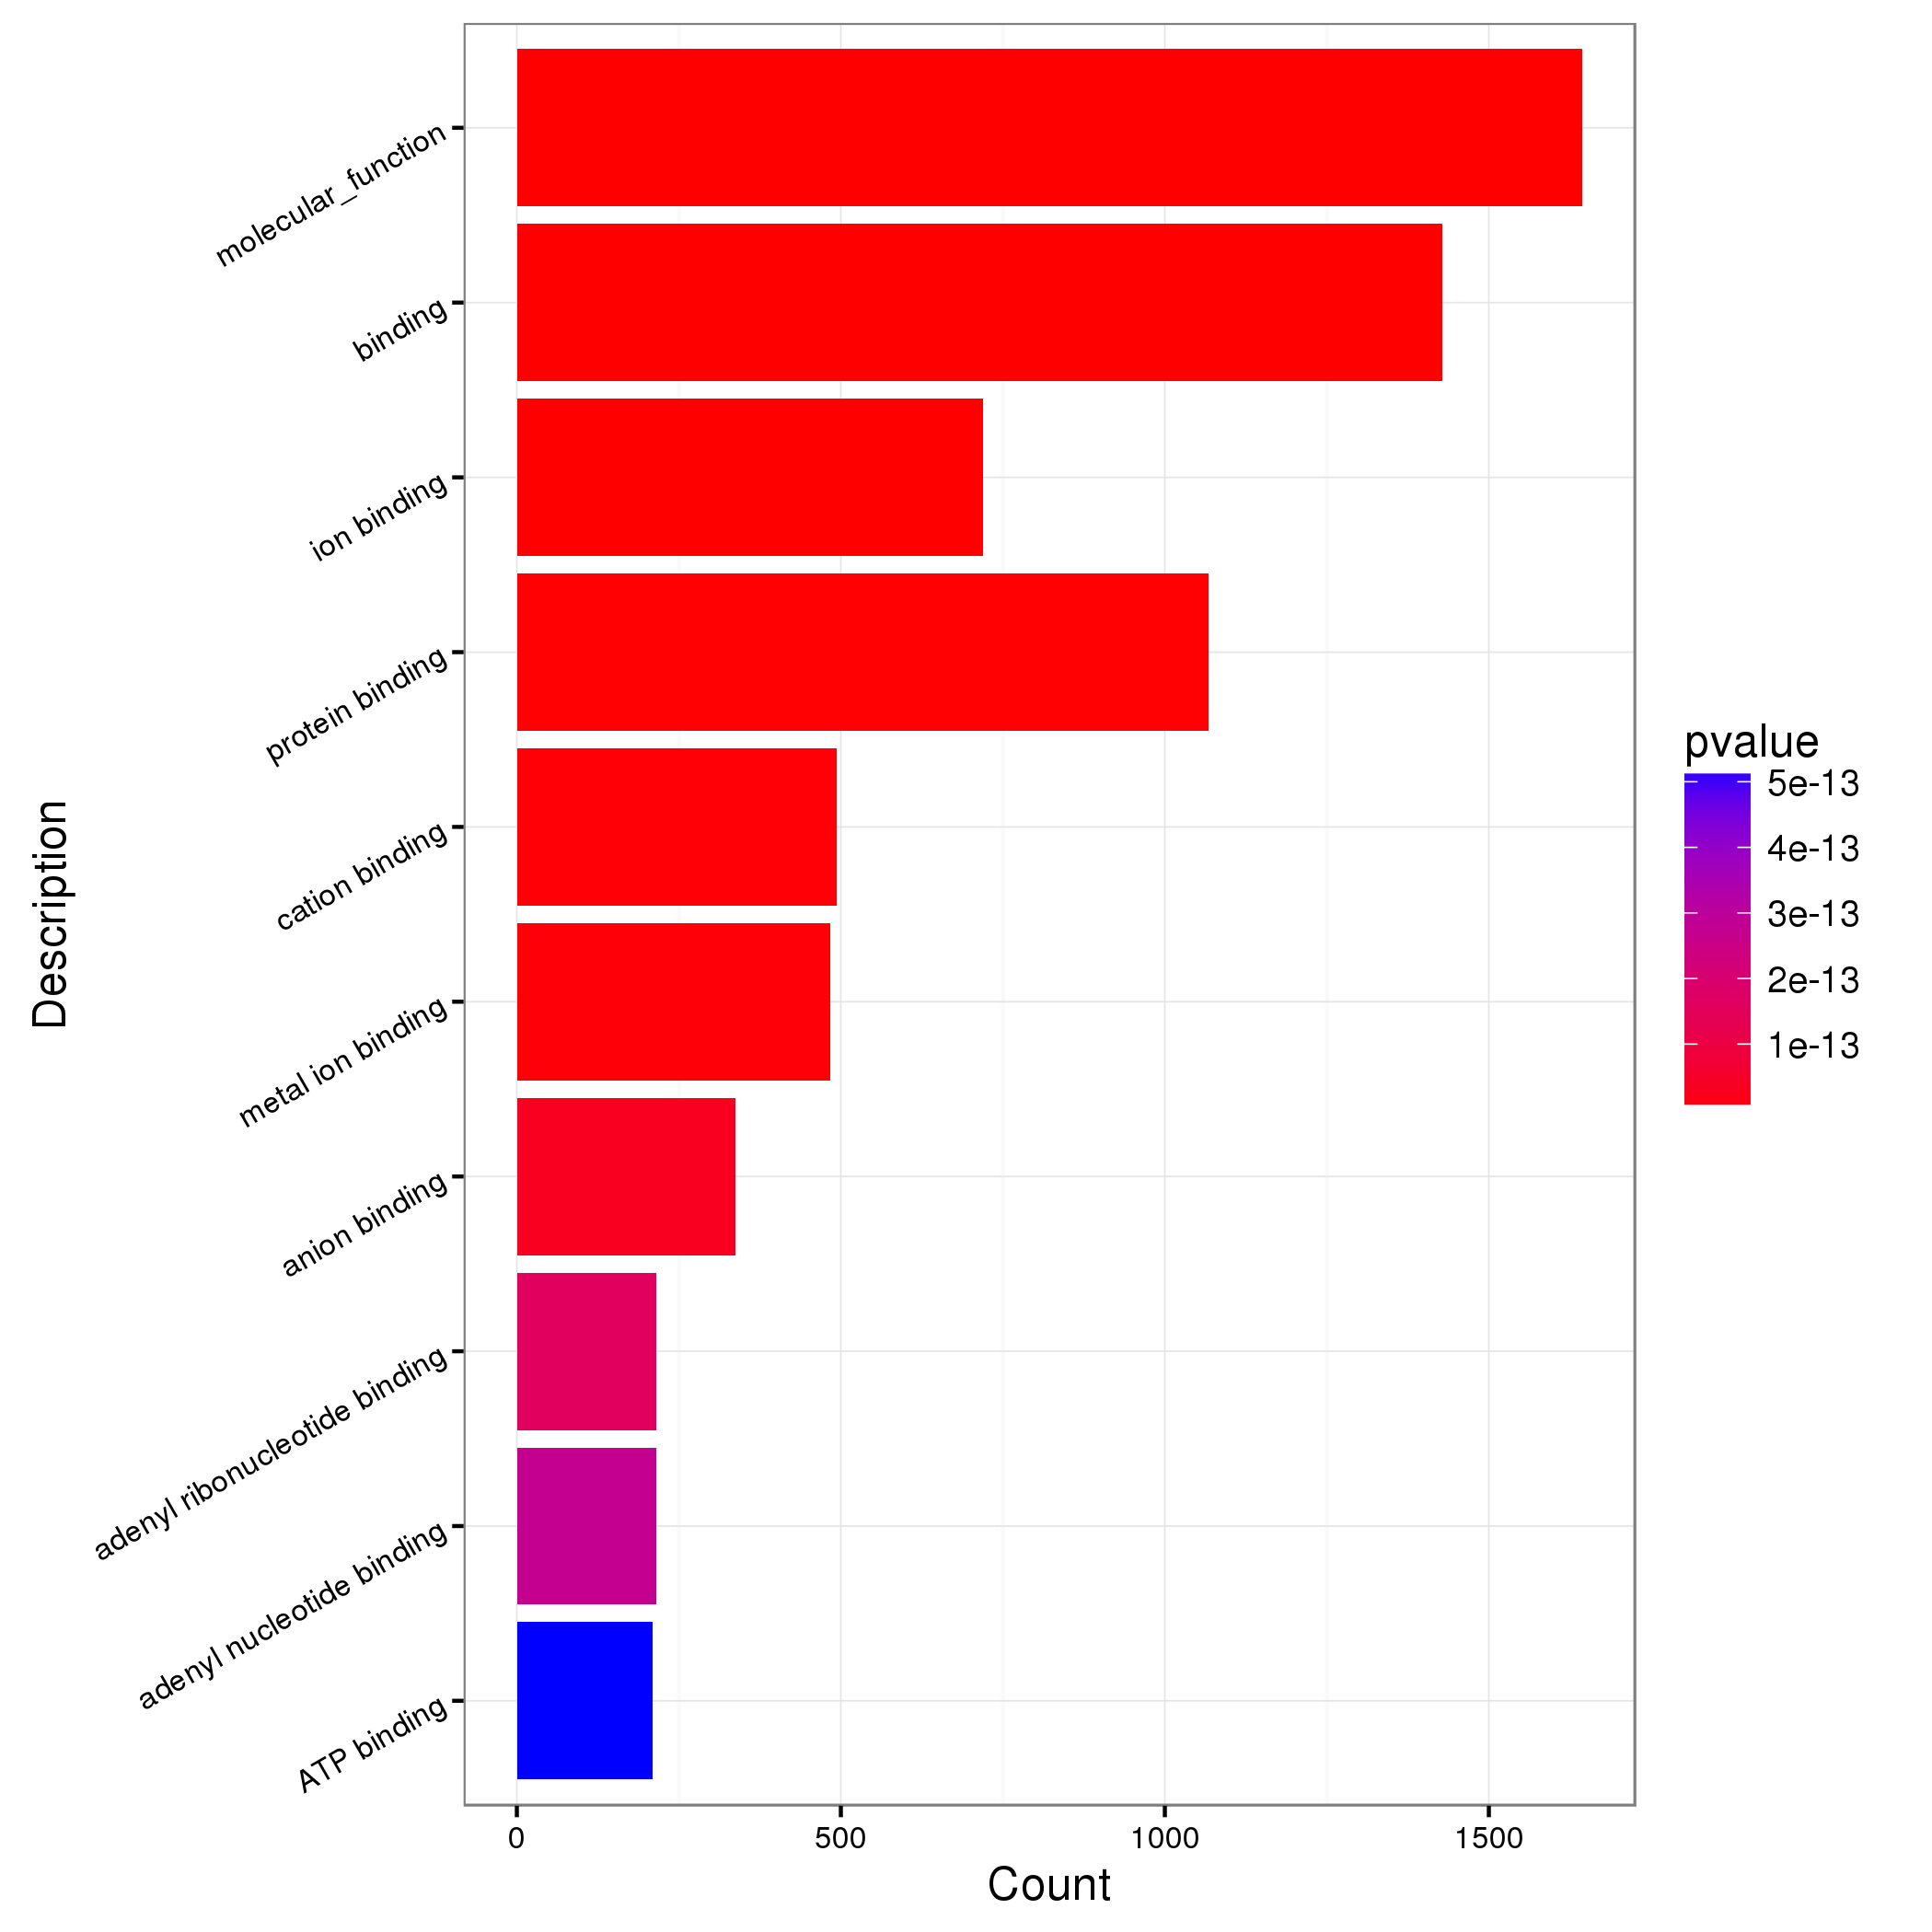 molecular_function
binding
ion binding
protein binding
cation binding
metal ion binding
anion binding
adenyl ribonucleotide binding
adenyl nucleotide binding
ATP binding
Description
0 500 1000 1500
Count
pvalue
5e-13
4e-13
3e-13
2e-13
1e-13